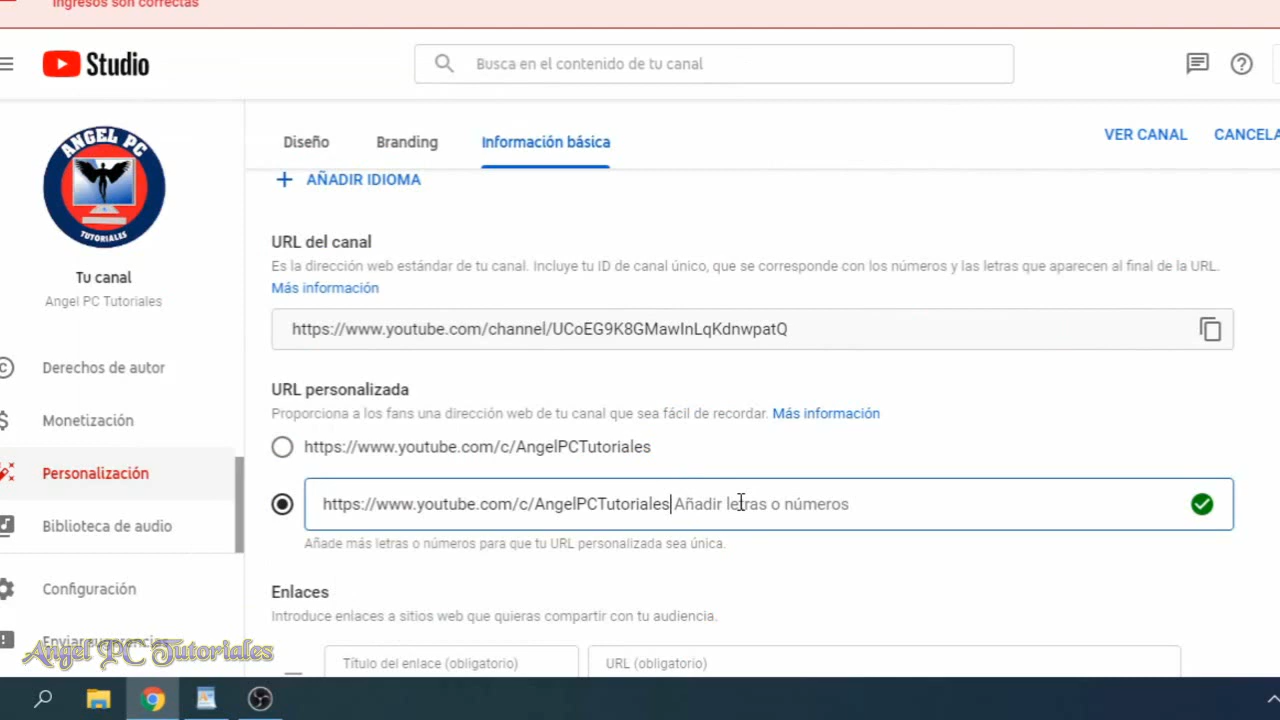 ingresos son correctas
Studio
Busca en el contenido de tu canal
ANGEL PC
TUTORIALES
Tu canal
Angel PC Tutoriales
Derechos de autor
Monetización
Personalización
Biblioteca de audio
Configuración
Enviar sugerencias
Angel PC Tutoriales
Diseño
Branding
Información básica
VER CANAL
CANCELA
AÑADIR IDIOMA
URL del canal
Es la dirección web estándar de tu canal. Incluye tu ID de canal único, que se corresponde con los números y las letras que aparecen al final de la URL.
Más información
https://www.youtube.com/channel/UCoEG9K8GMawInLqKdnwpatQ
URL personalizada
Proporciona a los fans una dirección web de tu canal que sea fácil de recordar. Más información
https://www.youtube.com/c/AngelPCTutoriales
https://www.youtube.com/c/AngelPCTutoriales Añadir letras o números
Añade más letras o números para que tu URL personalizada sea única.
Enlaces
Introduce enlaces a sitios web que quieras compartir con tu audiencia.
Título del enlace (obligatorio)
URL (obligatorio)